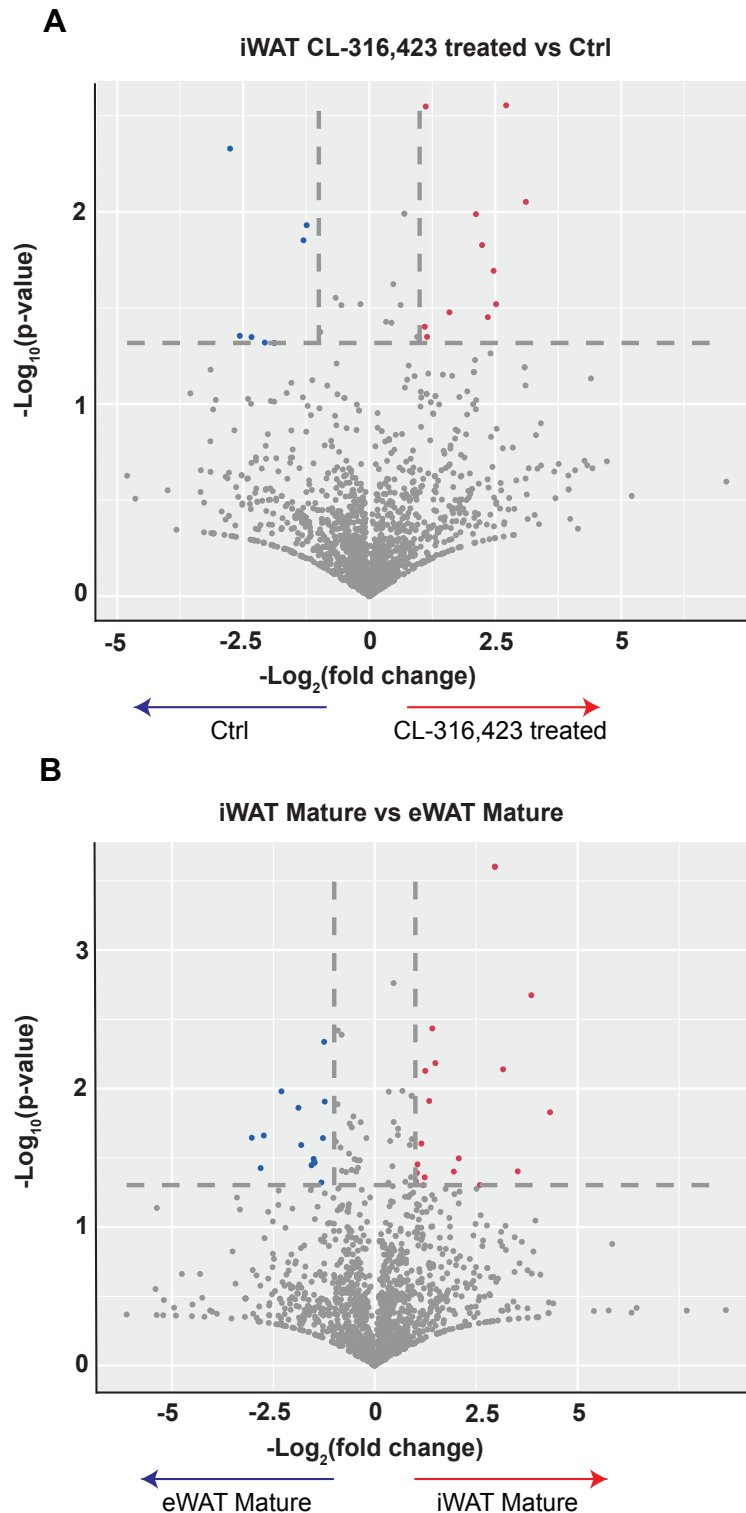 A
iWAT CL-316,423 treated vs Ctrl
-Log10(p-value)
2
1
0
-5
-2.5
0
2.5
5
-Log2(fold change)
Ctrl
CL-316,423 treated
B
iWAT Mature vs eWAT Mature
-Log10(p-value)
3
2
1
0
-5
-2.5
0
2.5
5
-Log2(fold change)
eWAT Mature
iWAT Mature